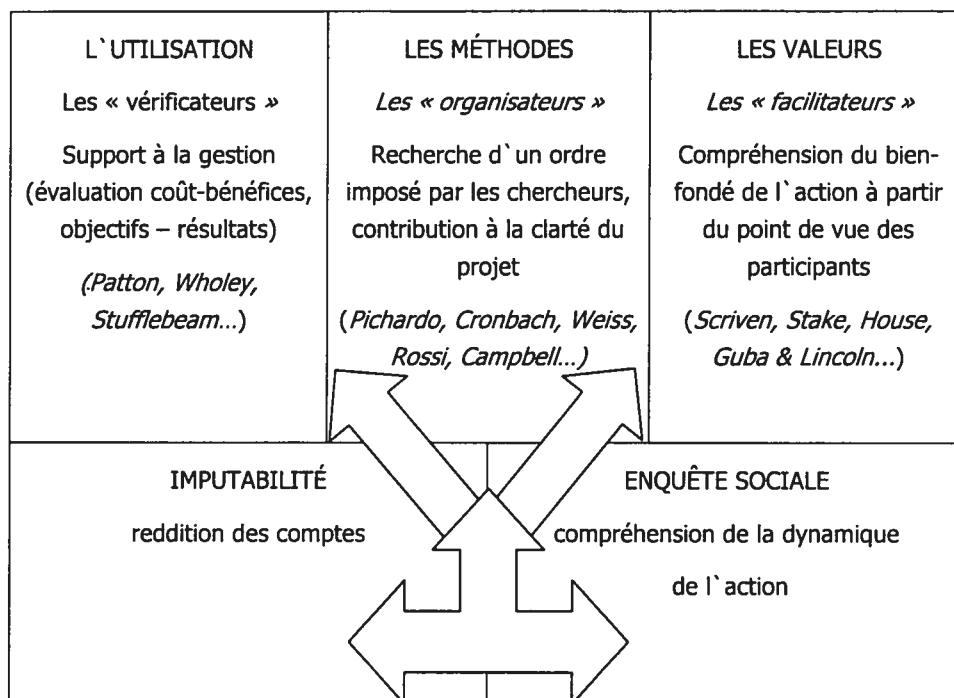 L`UTILISATION
Les « vérificateurs »
Support à la gestion
(évaluation coût-bénéfices,
objectifs – résultats)
(Patton, Wholey,
Stufflebeam...)
LES MÉTHODES
Les « organisateurs »
Recherche d`un ordre
imposé par les chercheurs,
contribution à la clarté du
projet
(Pichardo, Cronbach, Weiss,
Rossi, Campbell...)
LES VALEURS
Les « facilitateurs »
Compréhension du bien-
fondé de l`action à partir
du point de vue des
participants
(Scriven, Stake, House,
Guba & Lincoln...)
IMPUTABILITÉ
reddition des comptes
ENQUÊTE SOCIALE
compréhension de la dynamique
de l`action